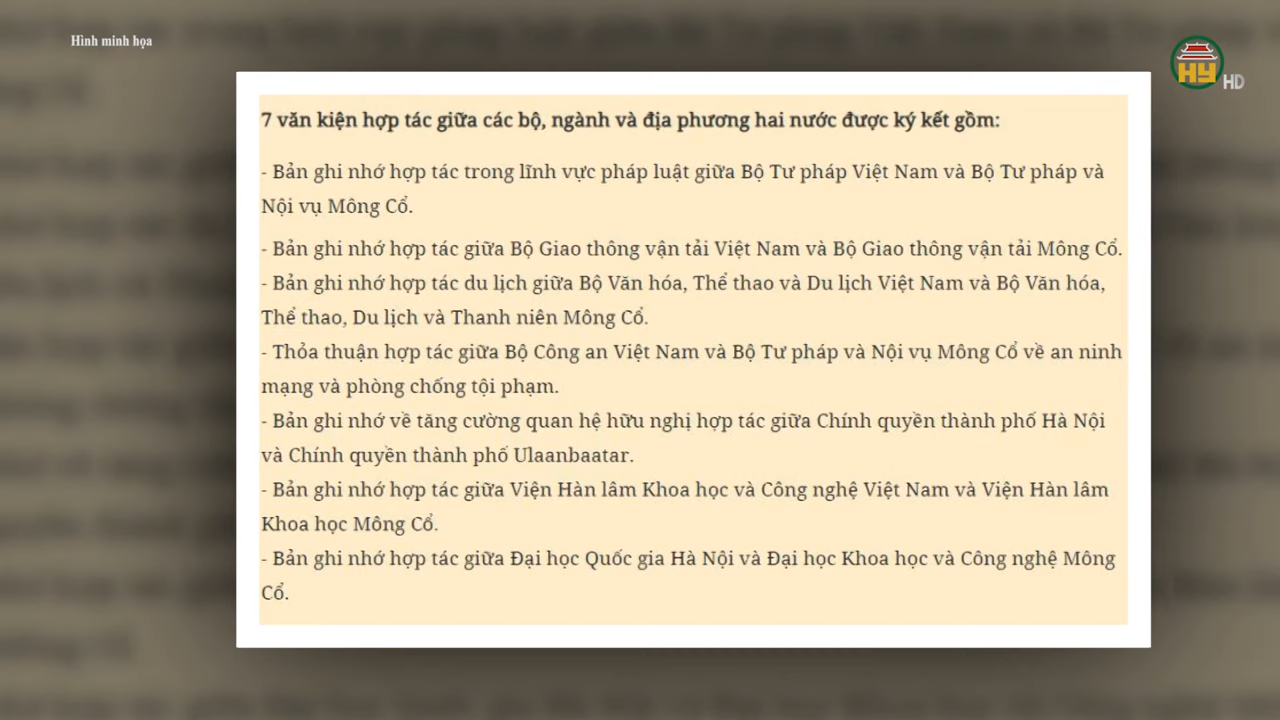 Hình minh họa
HY HD
7 văn kiện hợp tác giữa các bộ, ngành và địa phương hai nước được ký kết gồm:
- Bản ghi nhớ hợp tác trong lĩnh vực pháp luật giữa Bộ Tư pháp Việt Nam và Bộ Tư pháp và
Nội vụ Mông Cổ.
- Bản ghi nhớ hợp tác giữa Bộ Giao thông vận tải Việt Nam và Bộ Giao thông vận tải Mông Cổ.
- Bản ghi nhớ hợp tác du lịch giữa Bộ Văn hóa, Thể thao và Du lịch Việt Nam và Bộ Văn hóa,
Thể thao, Du lịch và Thanh niên Mông Cổ.
- Thỏa thuận hợp tác giữa Bộ Công an Việt Nam và Bộ Tư pháp và Nội vụ Mông Cổ về an ninh
mạng và phòng chống tội phạm.
- Bản ghi nhớ về tăng cường quan hệ hữu nghị hợp tác giữa Chính quyền thành phố Hà Nội
và Chính quyền thành phố Ulaanbaatar.
- Bản ghi nhớ hợp tác giữa Viện Hàn lâm Khoa học và Công nghệ Việt Nam và Viện Hàn lâm
Khoa học Mông Cổ.
- Bản ghi nhớ hợp tác giữa Đại học Quốc gia Hà Nội và Đại học Khoa học và Công nghệ Mông
Cổ.